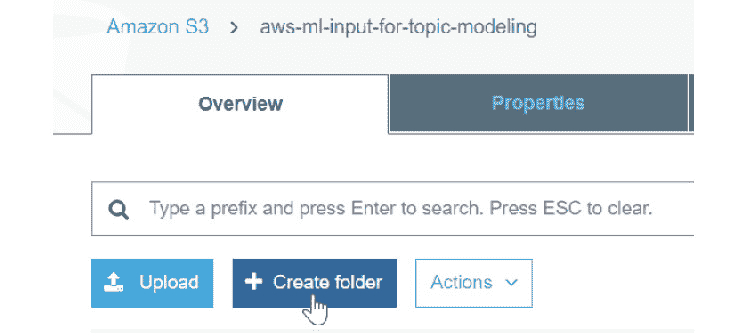 Amazon S3 > aws-ml-input-for-topic-modeling
Overview Properties
Type a prefix and press Enter to search. Press ESC to clear.
Upload + Create folder Actions